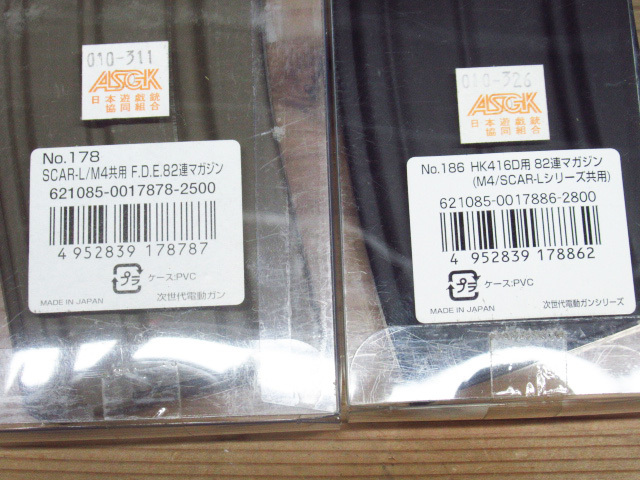 010-311
ASGK
日本遊戯銃
協同組合
No.178
SCAR-L/M4共用 F.D.E.82連マガジン
621085-0017878-2500
4 952839 178787
プラ
ケース:PVC
MADE IN JAPAN
次世代電動ガン
010-326
ASGK
日本遊戯銃
協同組合
No.186 HK416D用 82連マガジン
(M4/SCAR-Lシリーズ共用)
621085-0017886-2800
4 952839 178862
プラ
ケース:PVC
MADE IN JAPAN
次世代電動ガンシリーズ